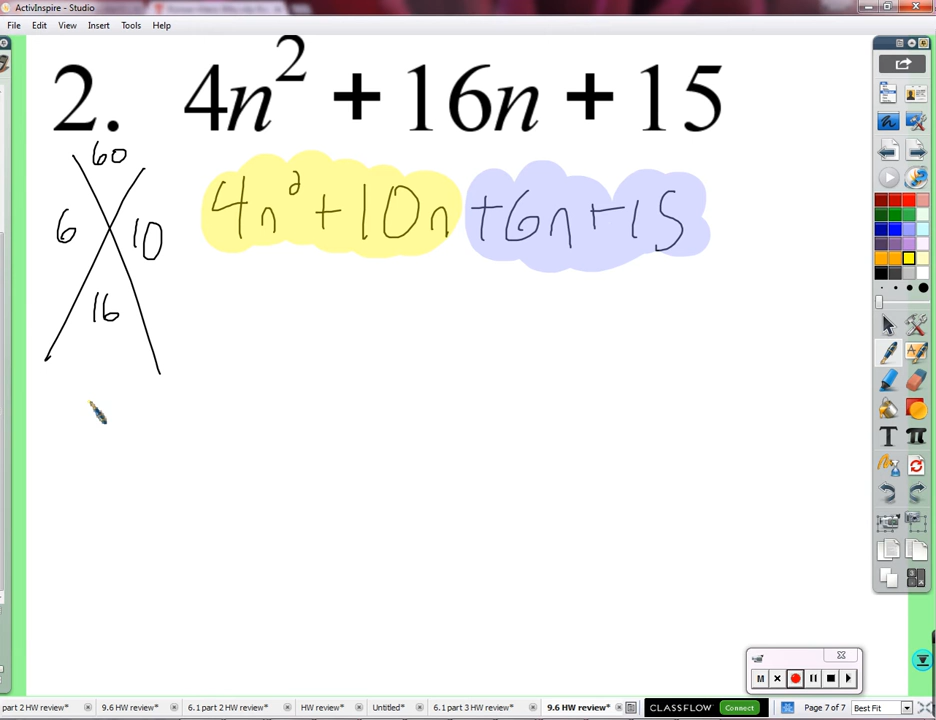 ActivInspire - Studio
File Edit View Insert Tools Help
2. 4n² + 16n + 15
60
4n² + 10n + 6n + 15
6 10
16
M
part 2 HW review* 9.6 HW review* 6.1 part 2 HW review* HW review* Untitled* 6.1 part 3 HW review* 9.6 HW review* CLASSFLOW Connect Page 7 of 7 Best Fit